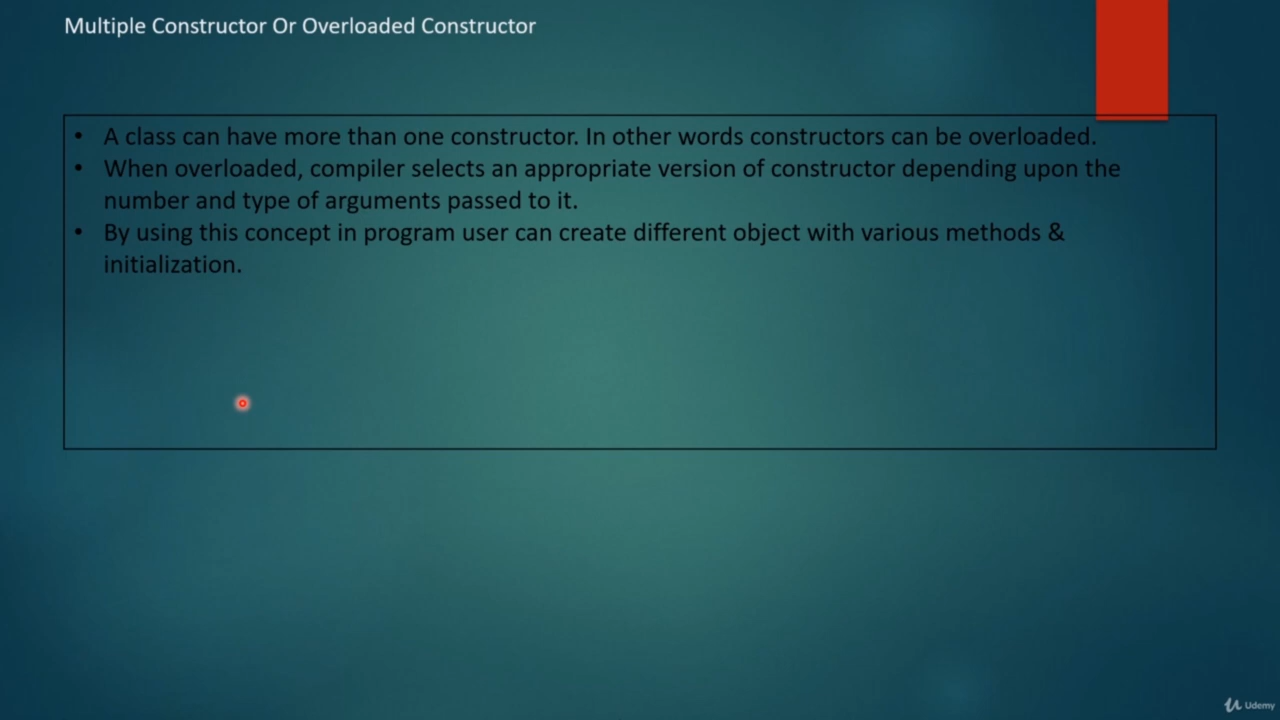 Multiple Constructor Or Overloaded Constructor
• A class can have more than one constructor. In other words constructors can be overloaded.
• When overloaded, compiler selects an appropriate version of constructor depending upon the
number and type of arguments passed to it.
• By using this concept in program user can create different object with various methods &
initialization.
Udemy